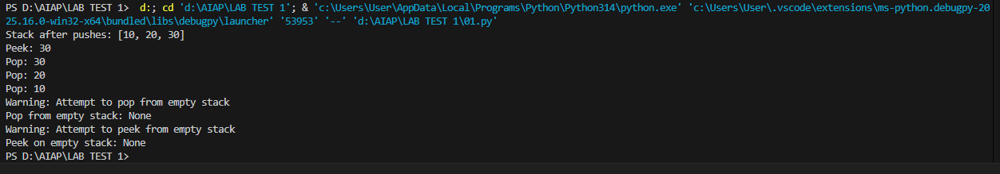 PS D:\AIAP\LAB TEST 1>  d:; cd 'd:\AIAP\LAB TEST 1'; & 'c:\Users\User\AppData\Local\Programs\Python\Python314\python.exe' 'c:\Users\User\.vscode\extensions\ms-python.debugpy-20
25.16.0-win32-x64\bundled\libs\debugpy\launcher' '53953' '--' 'd:\AIAP\LAB TEST 1\01.py'
Stack after pushes: [10, 20, 30]
Peek: 30
Pop: 30
Pop: 20
Pop: 10
Warning: Attempt to pop from empty stack
Pop from empty stack: None
Warning: Attempt to peek from empty stack
Peek on empty stack: None
PS D:\AIAP\LAB TEST 1>